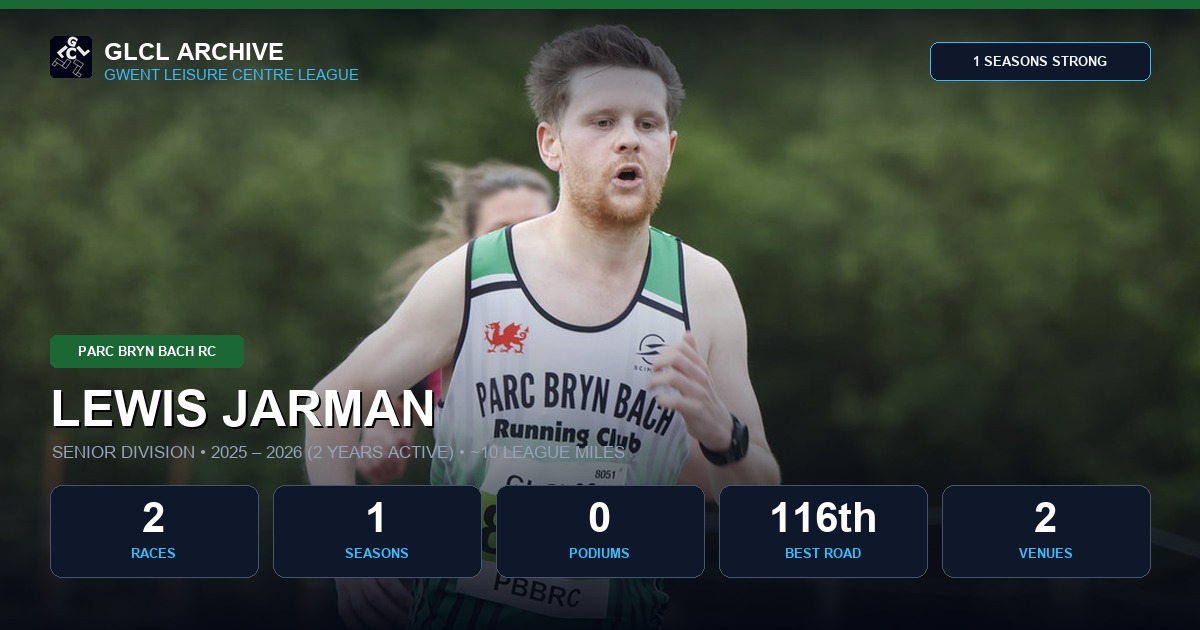 GLCL ARCHIVE
GWENT LEISURE CENTRE LEAGUE
1 SEASONS STRONG
PARC BRYN BACH RC
LEWIS JARMAN
SENIOR DIVISION • 2025 – 2026 (2 YEARS ACTIVE) • ~10 LEAGUE MILES
PARC BRYN BACH
Running Club
8051
2
RACES
1
SEASONS
0
PODIUMS
116th
BEST ROAD
2
VENUES
PBBRC